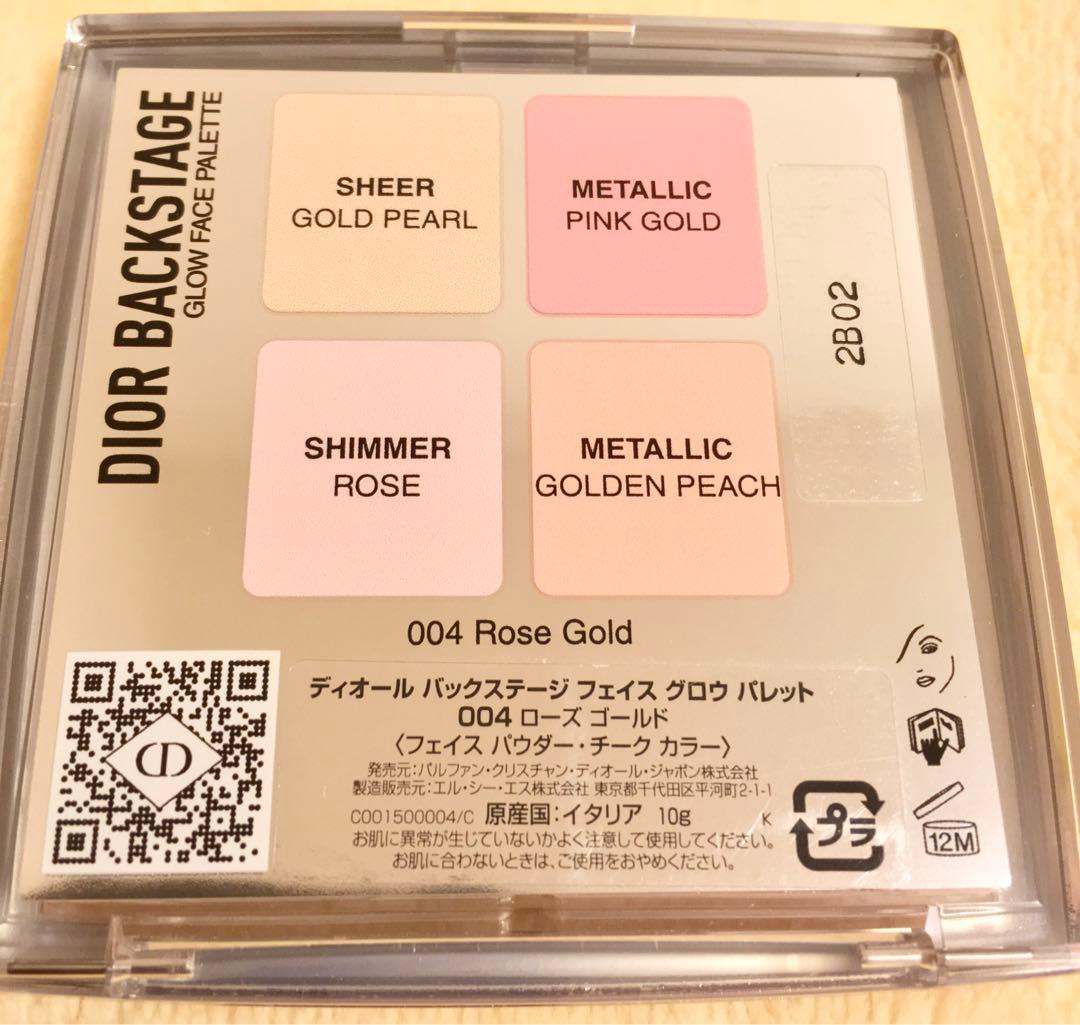 DIOR BACKSTAGE
GLOW FACE PALETTE
SHEER
GOLD PEARL
METALLIC
PINK GOLD
SHIMMER
ROSE
METALLIC
GOLDEN PEACH
2B02
004 Rose Gold
ディオール バックステージ フェイス グロウ パレット
004 ローズ ゴールド
〈フェイス パウダー・チーク カラー〉
発売元:パルファン・クリスチャン・ディオール・ジャポン株式会社
製造販売元:エル・シー・エス株式会社 東京都千代田区平河町2-1-1
C001500004/C 原産国:イタリア 10g K
お肌に異常が生じていないかよく注意して使用してください。
お肌に合わないときは、ご使用をおやめください。
プラ
12M
CD